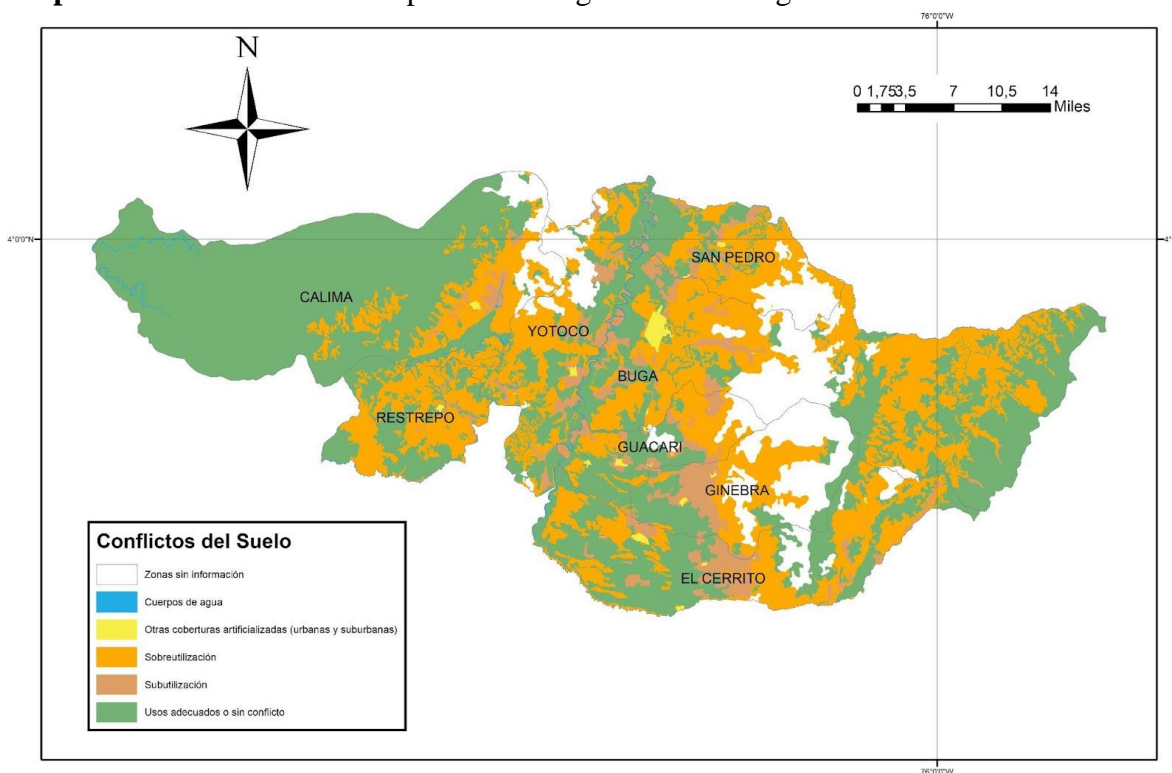 76°0'0"W
N
0 1,753,5 7 10,5 14
Miles
4°0'0"N
4°
SAN PEDRO
CALIMA
YOTOCO
BUGA
RESTREPO
GUACARI
GINEBRA
EL CERRITO
Conflictos del Suelo
Zonas sin información
Cuerpos de agua
Otras coberturas artificializadas (urbanas y suburbanas)
Sobreutilización
Subutilización
Usos adecuados o sin conflicto
76°0'0"W